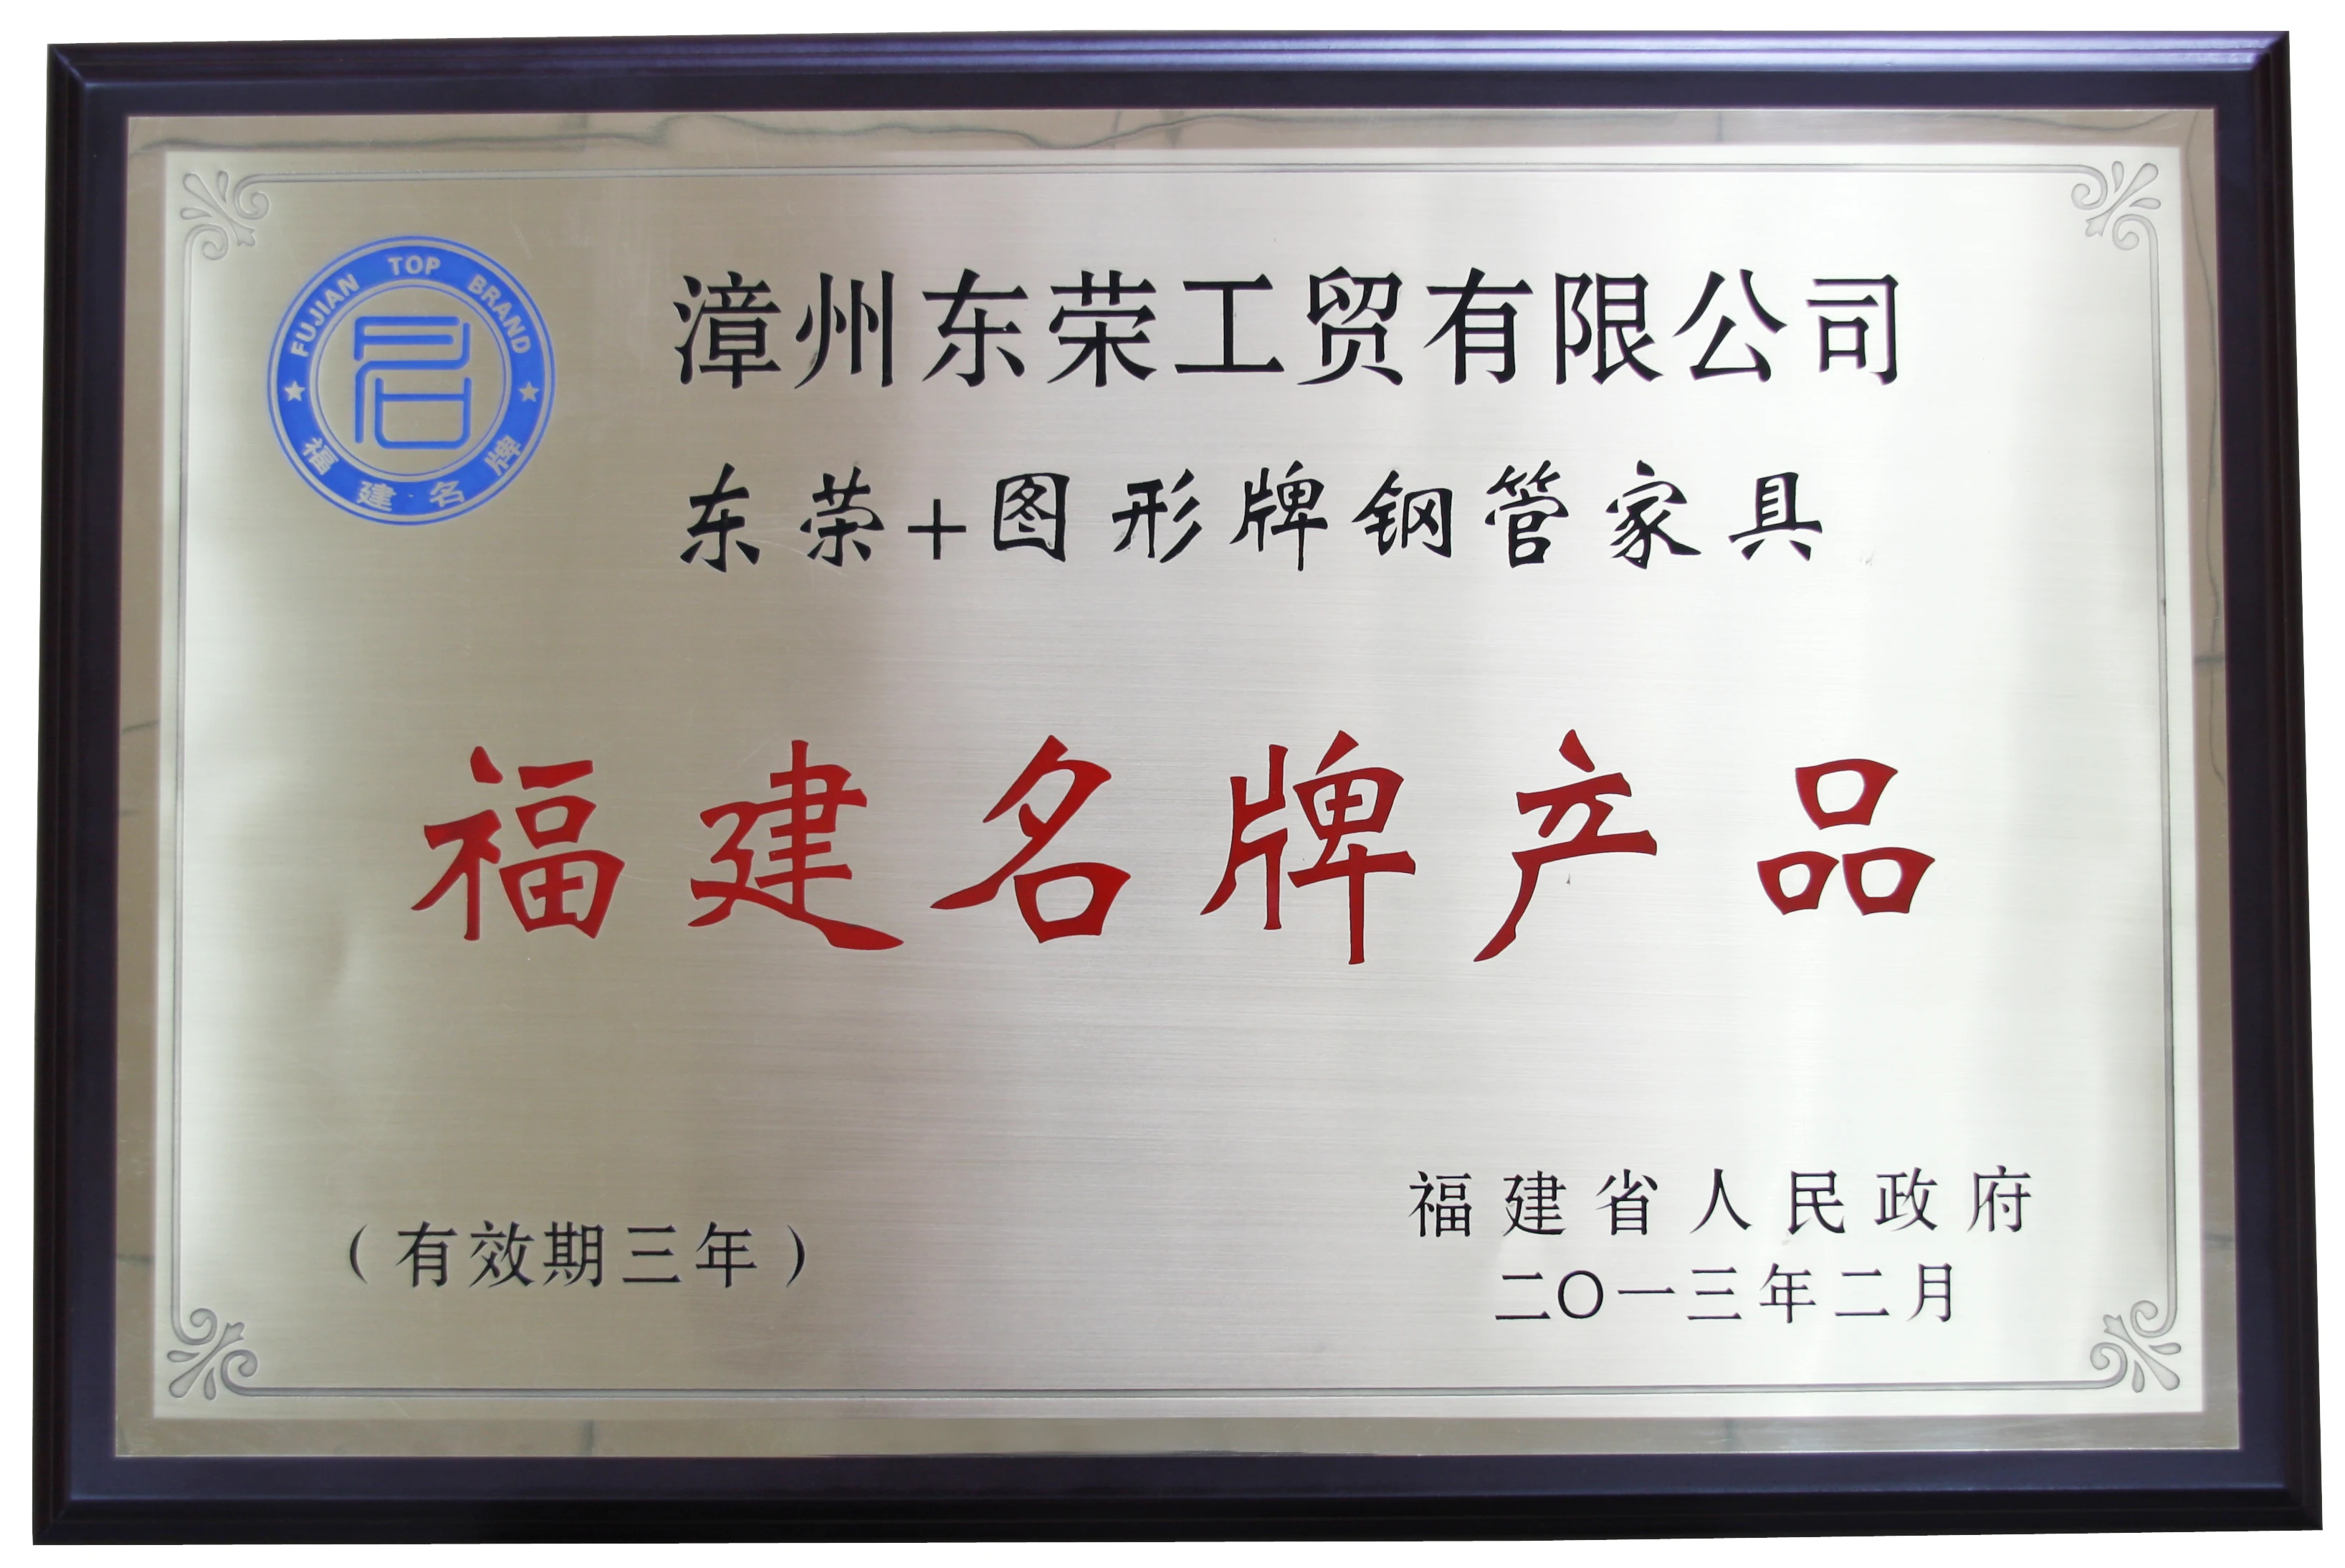 FUJIAN TOP BRAND
福建名牌
漳州东荣工贸有限公司
东荣+图形牌钢管家具
福建名牌产品
（有效期三年）
福建省人民政府
二〇一三年二月